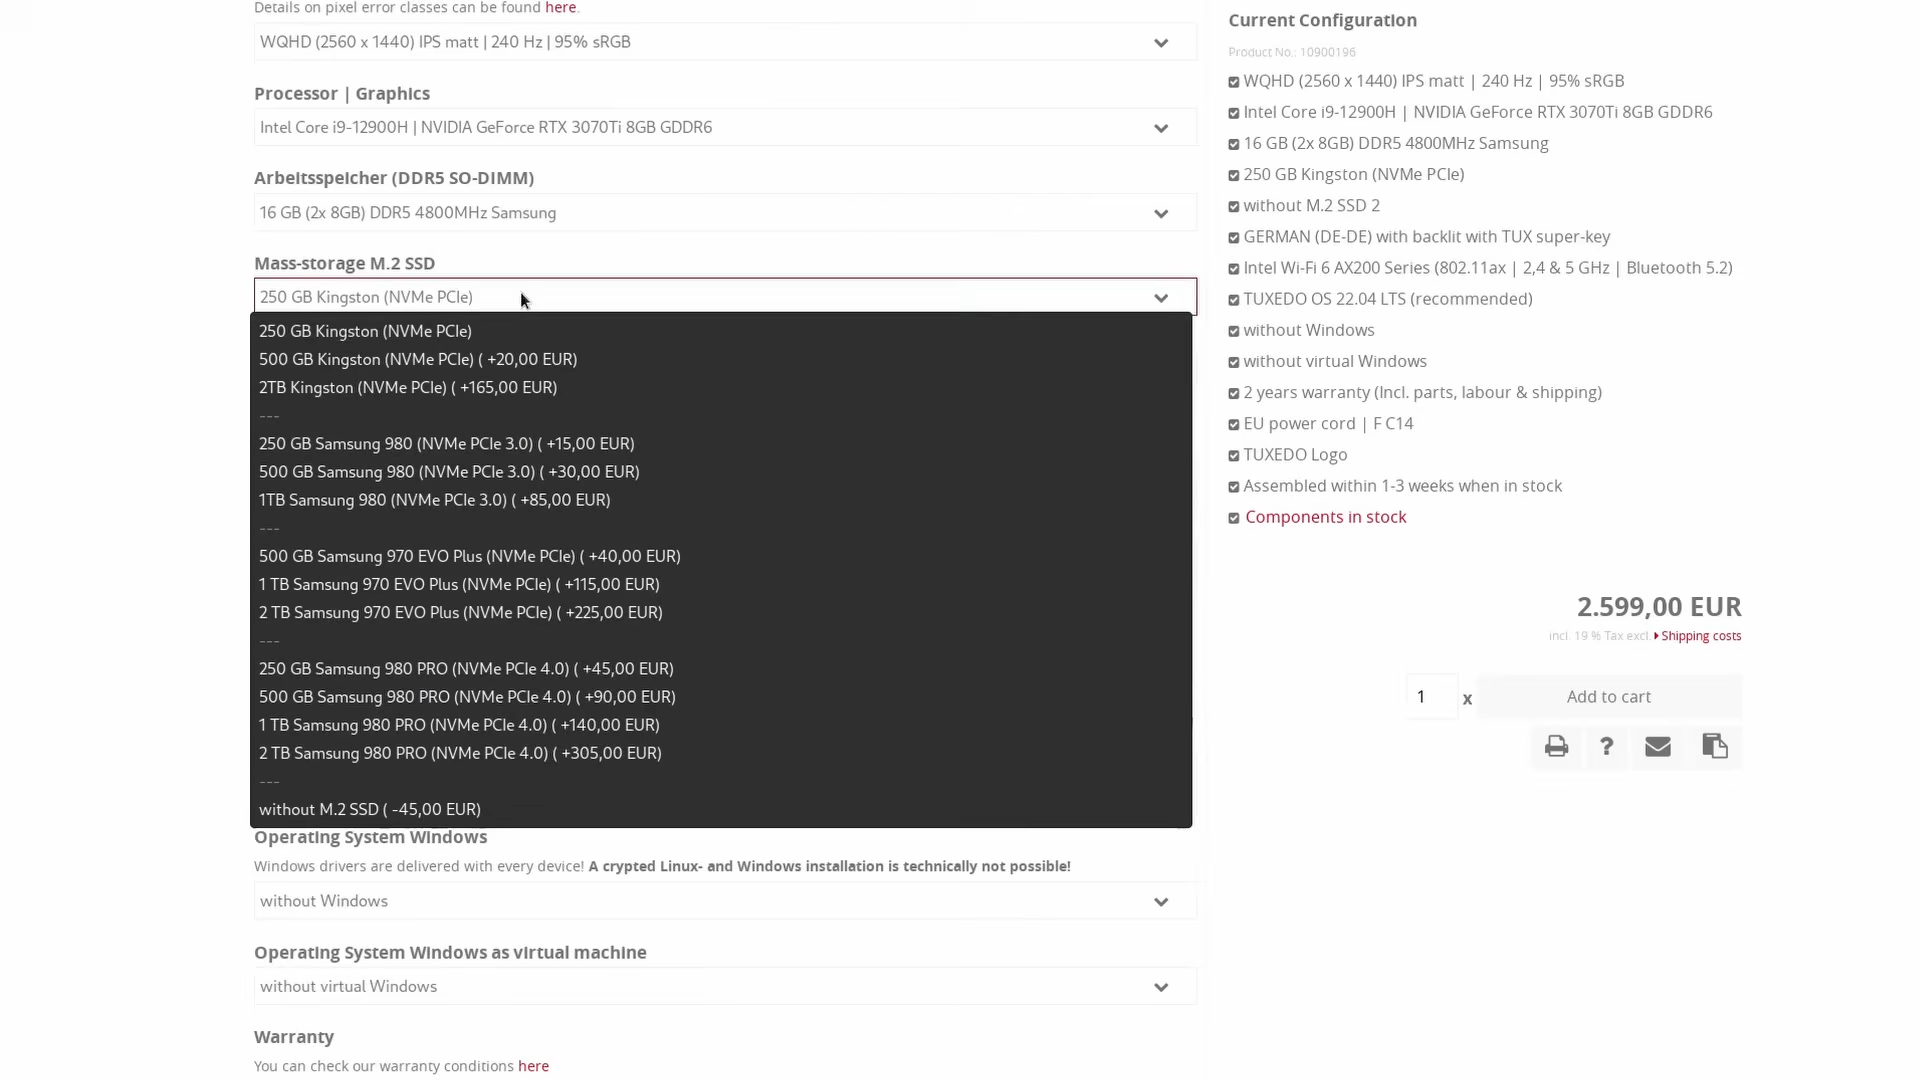 Details on pixel error classes can be found here.
WQHD (2560 x 1440) IPS matt | 240 Hz | 95% sRGB
Processor | Graphics
Intel Core i9-12900H | NVIDIA GeForce RTX 3070Ti 8GB GDDR6
Arbeitsspeicher (DDR5 SO-DIMM)
16 GB (2x 8GB) DDR5 4800MHz Samsung
Mass-storage M.2 SSD
250 GB Kingston (NVMe PCIe)
250 GB Kingston (NVMe PCIe)
500 GB Kingston (NVMe PCIe) ( +20,00 EUR)
2TB Kingston (NVMe PCIe) ( +165,00 EUR)
---
250 GB Samsung 980 (NVMe PCIe 3.0) ( +15,00 EUR)
500 GB Samsung 980 (NVMe PCIe 3.0) ( +30,00 EUR)
1TB Samsung 980 (NVMe PCIe 3.0) ( +85,00 EUR)
---
500 GB Samsung 970 EVO Plus (NVMe PCIe) ( +40,00 EUR)
1 TB Samsung 970 EVO Plus (NVMe PCIe) ( +115,00 EUR)
2 TB Samsung 970 EVO Plus (NVMe PCIe) ( +225,00 EUR)
---
250 GB Samsung 980 PRO (NVMe PCIe 4.0) ( +45,00 EUR)
500 GB Samsung 980 PRO (NVMe PCIe 4.0) ( +90,00 EUR)
1 TB Samsung 980 PRO (NVMe PCIe 4.0) ( +140,00 EUR)
2 TB Samsung 980 PRO (NVMe PCIe 4.0) ( +305,00 EUR)
---
without M.2 SSD ( -45,00 EUR)
Operating System Windows
Windows drivers are delivered with every device! A crypted Linux- and Windows installation is technically not possible!
without Windows
Operating System Windows as virtual machine
without virtual Windows
Warranty
You can check our warranty conditions here
Current Configuration
Product No.: 10900196
WQHD (2560 x 1440) IPS matt | 240 Hz | 95% sRGB
Intel Core i9-12900H | NVIDIA GeForce RTX 3070Ti 8GB GDDR6
16 GB (2x 8GB) DDR5 4800MHz Samsung
250 GB Kingston (NVMe PCIe)
without M.2 SSD 2
GERMAN (DE-DE) with backlit with TUX super-key
Intel Wi-Fi 6 AX200 Series (802.11ax | 2,4 & 5 GHz | Bluetooth 5.2)
TUXEDO OS 22.04 LTS (recommended)
without Windows
without virtual Windows
2 years warranty (Incl. parts, labour & shipping)
EU power cord | F C14
TUXEDO Logo
Assembled within 1-3 weeks when in stock
Components in stock
2.599,00 EUR
incl. 19 % Tax excl. Shipping costs
1 x Add to cart
?